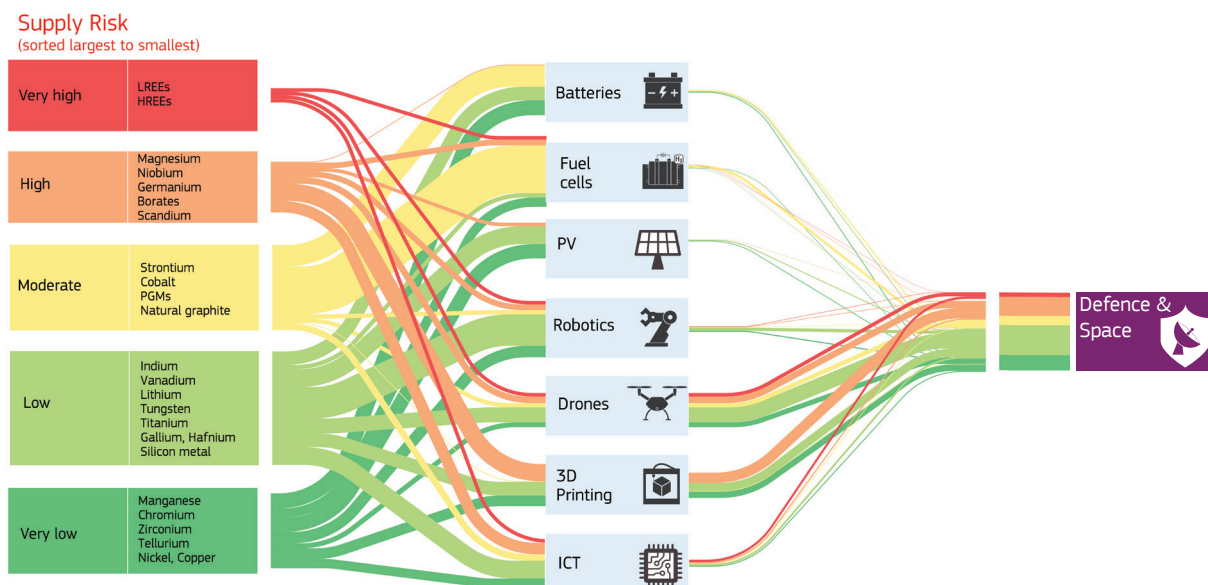 Supply Risk
(sorted largest to smallest)
Very high
LREEs
HREEs
High
Magnesium
Niobium
Germanium
Borates
Scandium
Moderate
Strontium
Cobalt
PGMs
Natural graphite
Low
Indium
Vanadium
Lithium
Tungsten
Titanium
Gallium, Hafnium
Silicon metal
Very low
Manganese
Chromium
Zirconium
Tellurium
Nickel, Copper
Batteries
Fuel
cells
H2
PV
Robotics
Drones
3D
Printing
ICT
Defence &
Space